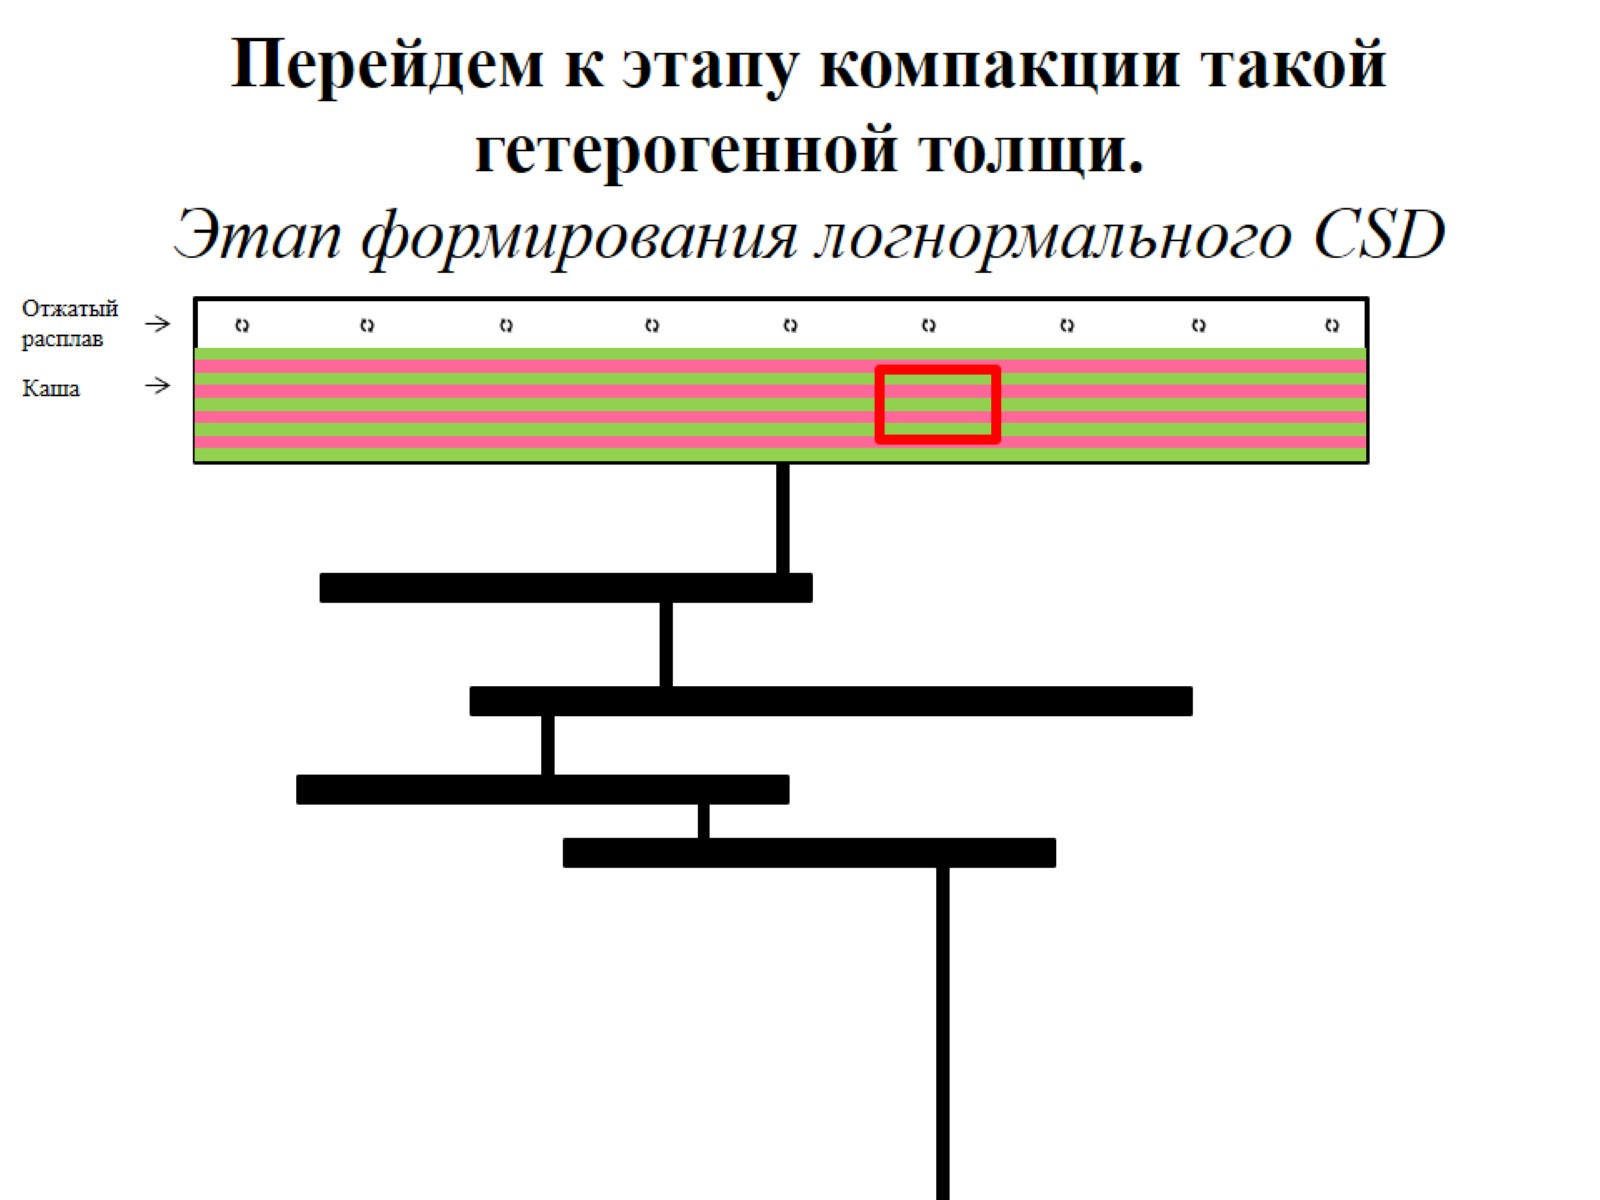 Перейдем к этапу компакции такой
гетерогенной толщи.
Этап формирования логнормального CSD
Отжатый
расплав
Каша